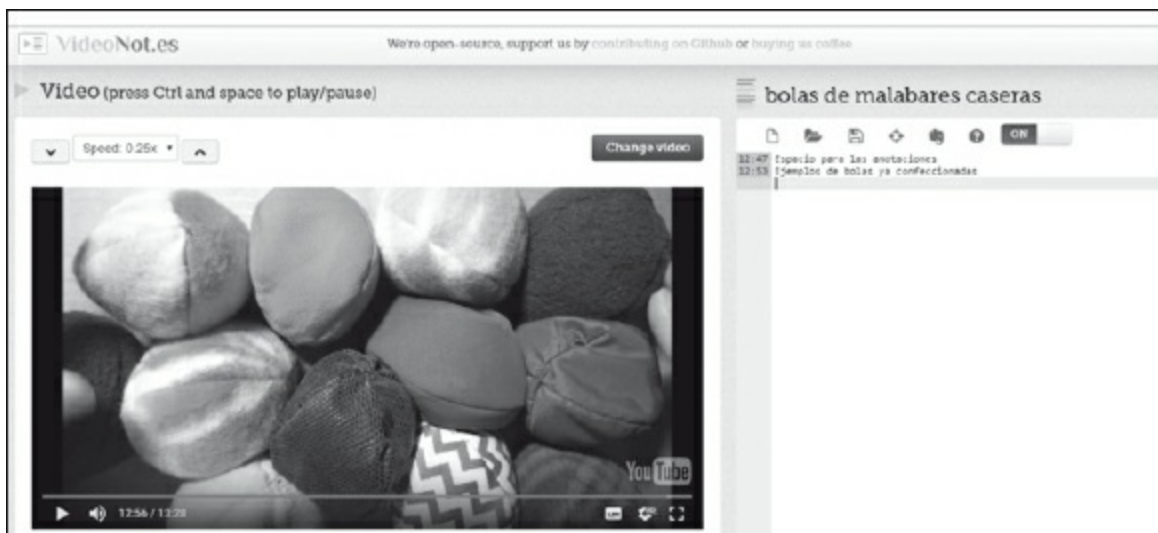 VideoNot.es
We're open-source, support us by contributing on Github or buying us coffee
Video (press Ctrl and space to play/pause)
Speed: 0.25x
Change video
YouTube
12:56 / 13:28
bolas de malabares caseras
ON
12:47 Espacio para las anotaciones
12:53 Ejemplos de bolas ya confeccionadas